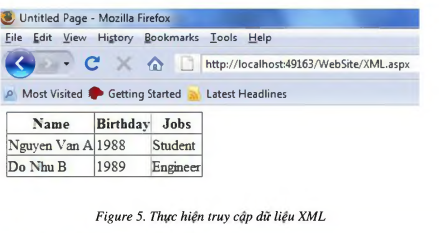 Untitled Page - Mozilla Firefox
File Edit View History Bookmarks Tools Help
http://localhost:49163/WebSite/XML.aspx
Most Visited Getting Started Latest Headlines
Name Birthday Jobs
Nguyen Van A 1988 Student
Do Nhu B 1989 Engineer
Figure 5. Thực hiện truy cập dữ liệu XML